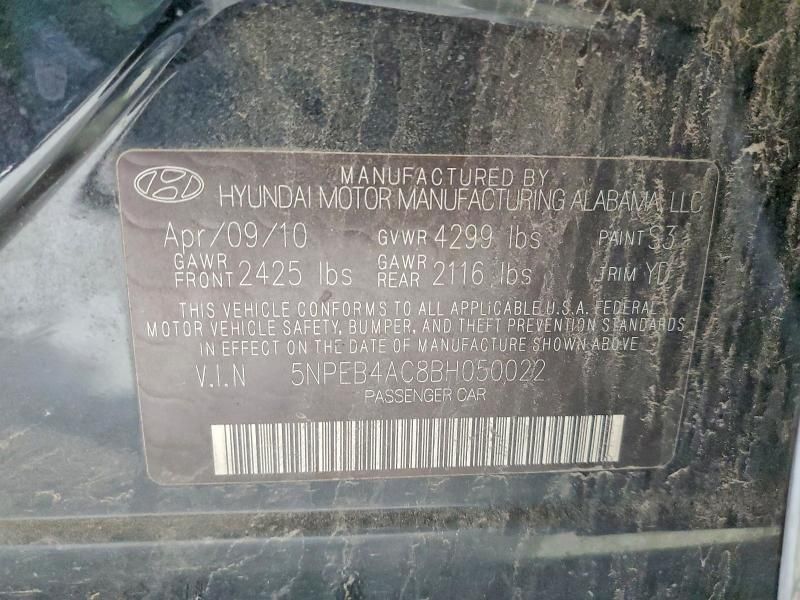 MANUFACTURED BY
HYUNDAI MOTOR MANUFACTURING ALABAMA, LLC
Apr/09/10 GVWR 4299 lbs PAINT S3
GAWR FRONT 2425 lbs GAWR REAR 2116 lbs TRIM YD
THIS VEHICLE CONFORMS TO ALL APPLICABLE U.S.A. FEDERAL
MOTOR VEHICLE SAFETY, BUMPER, AND THEFT PREVENTION STANDARDS
IN EFFECT ON THE DATE OF MANUFACTURE SHOWN ABOVE
V.I.N 5NPEB4AC8BH050022
PASSENGER CAR